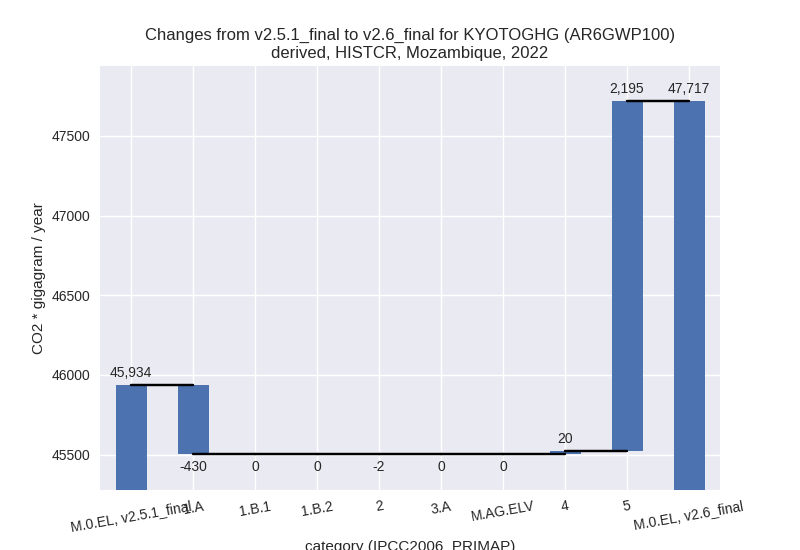 Changes from v2.5.1_final to v2.6_final for KYOTOGHG (AR6GWP100)
derived, HISTCR, Mozambique, 2022
CO2 * gigagram / year
47500
47000
46500
46000
45500
45,934
-430
0
0
-2
0
0
20
2,195
47,717
M.0.EL, v2.5.1_final
1.A
1.B.1
1.B.2
2
3.A
M.AG.ELV
4
5
M.0.EL, v2.6_final
category (IPCC2006_PRIMAP)